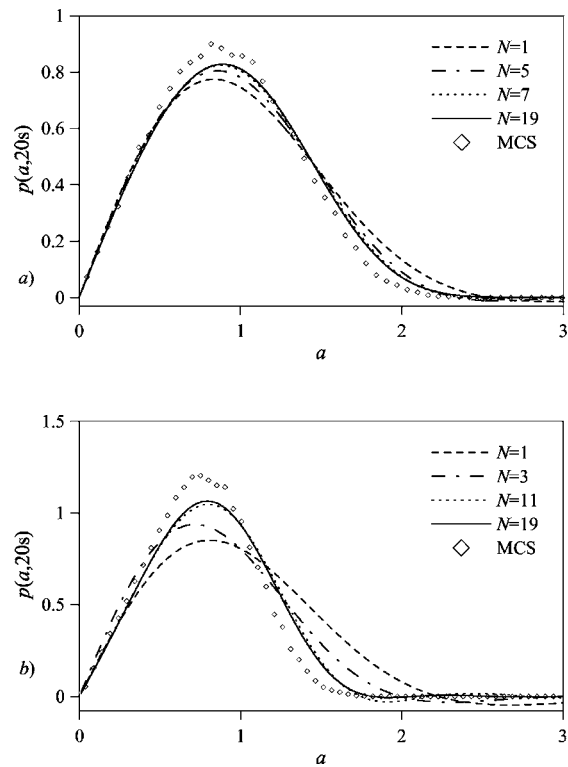 1
0.8
0.6
0.4
0.2
0
p(a,20s)
a)
N=1
N=5
N=7
N=19
MCS
0 1 2 3
a
1.5
1
0.5
0
p(a,20s)
b)
N=1
N=3
N=11
N=19
MCS
0 1 2 3
a